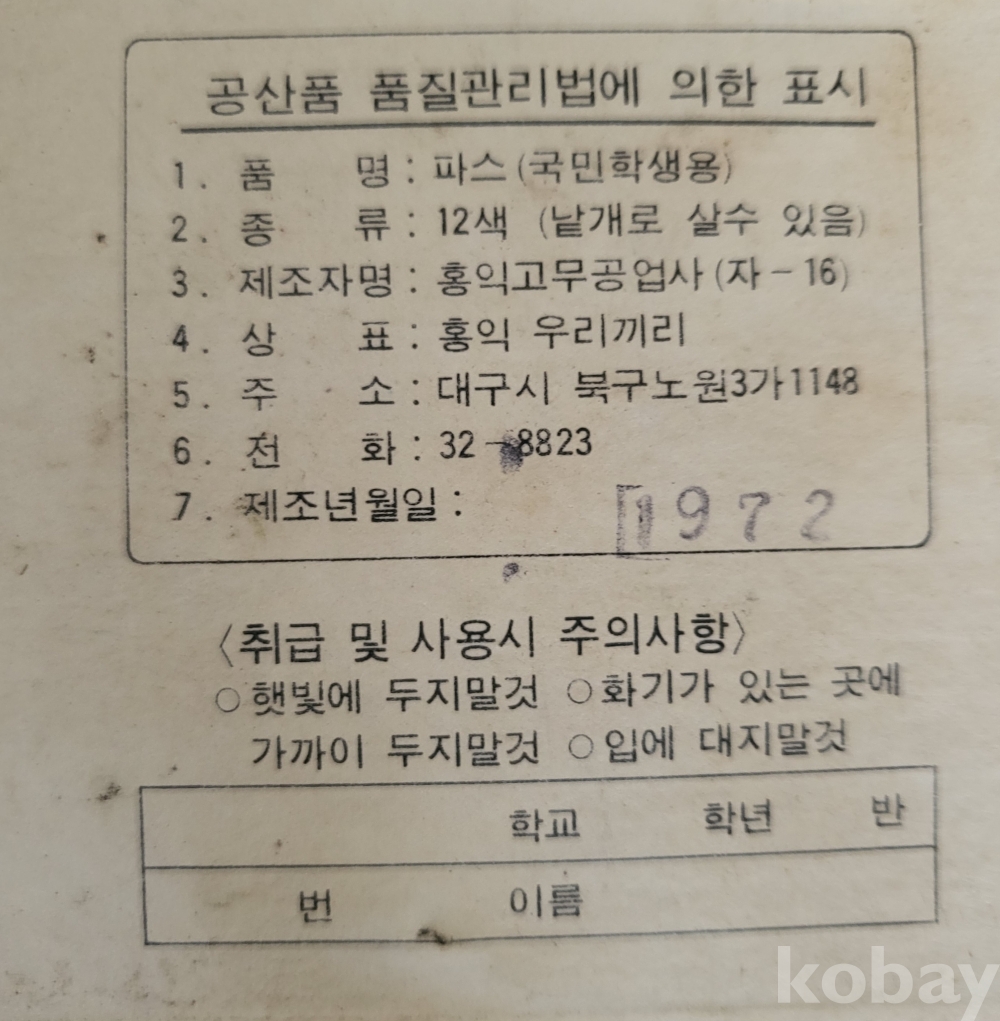 공산품 품질관리법에 의한 표시
1. 품 명 : 파스 (국민학생용)
2. 종 류 : 12색 (낱개로 살수 있음)
3. 제조자명 : 홍익고무공업사 (자-16)
4. 상 표 : 홍익 우리끼리
5. 주 소 : 대구시 북구노원3가1148
6. 전 화 : 32-8823
7. 제조년월일 : 1972
〈취급 및 사용시 주의사항〉
○햇빛에 두지말것 ○화기가 있는 곳에
가까이 두지말것 ○입에 대지말것
학교 학년 반
번 이름
kobay